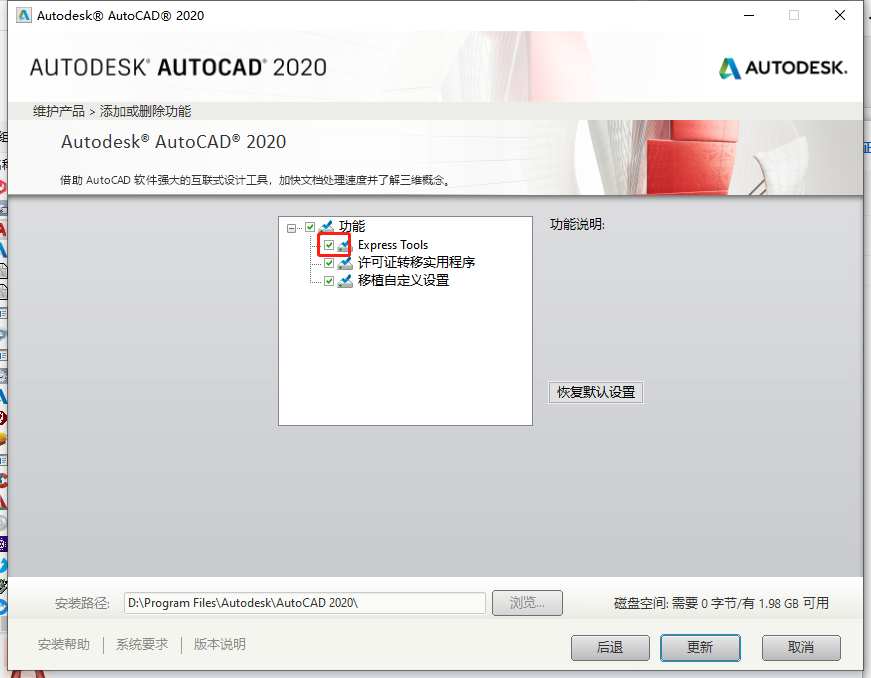 Autodesk® AutoCAD® 2020
AUTODESK® AUTOCAD® 2020
AUTODESK.
维护产品 > 添加或删除功能
Autodesk® AutoCAD® 2020
借助 AutoCAD 软件强大的互联式设计工具，加快文档处理速度并了解三维概念。
功能
功能说明:
Express Tools
许可证转移实用程序
移植自定义设置
恢复默认设置
安装路径:
D:\Program Files\Autodesk\AutoCAD 2020\
浏览...
磁盘空间: 需要 0 字节/有 1.98 GB 可用
安装帮助
系统要求
版本说明
后退
更新
取消